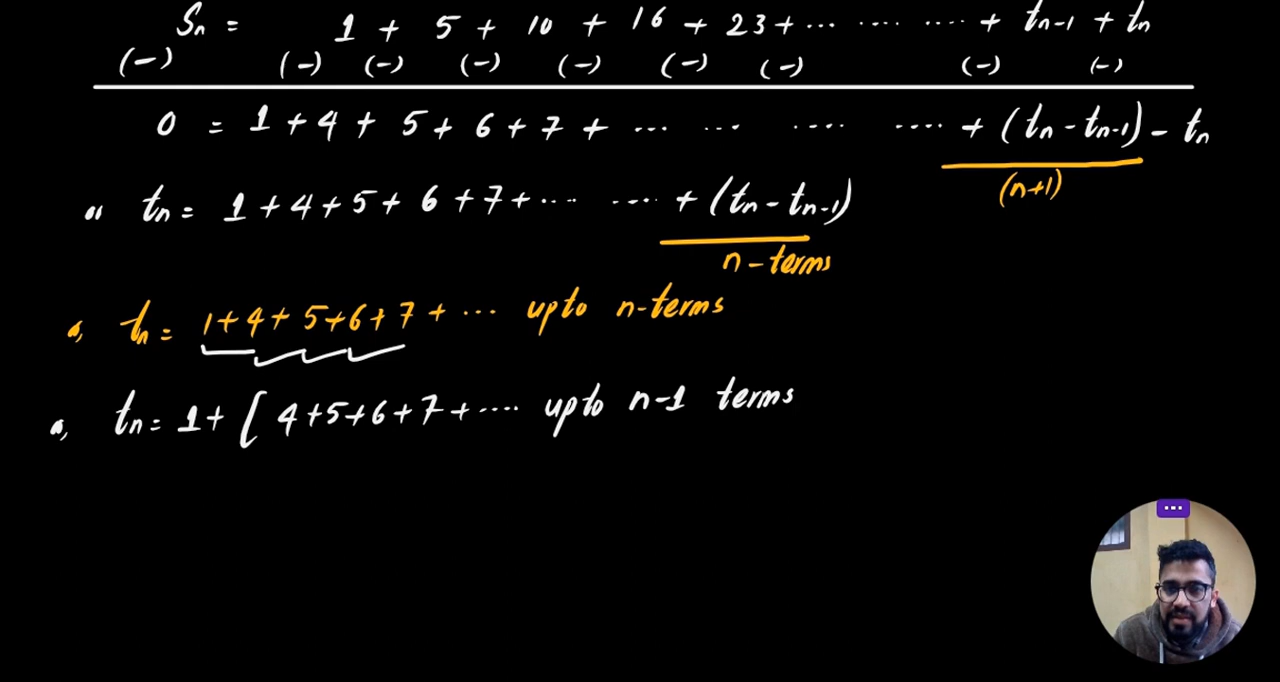 Sn = 1 + 5 + 10 + 16 + 23 + ... .... .... + tn-1 + tn
(-) (-) (-) (-) (-) (-) (-) (-) (-)
0 = 1 + 4 + 5 + 6 + 7 + ... ... .... .... + (tn - tn-1) - tn
(n+1)
tn = 1 + 4 + 5 + 6 + 7 + ... .... + (tn - tn-1)
n-terms
tn = 1 + 4 + 5 + 6 + 7 + ... upto n-terms
tn = 1 + [ 4 + 5 + 6 + 7 + .... upto n-1 terms